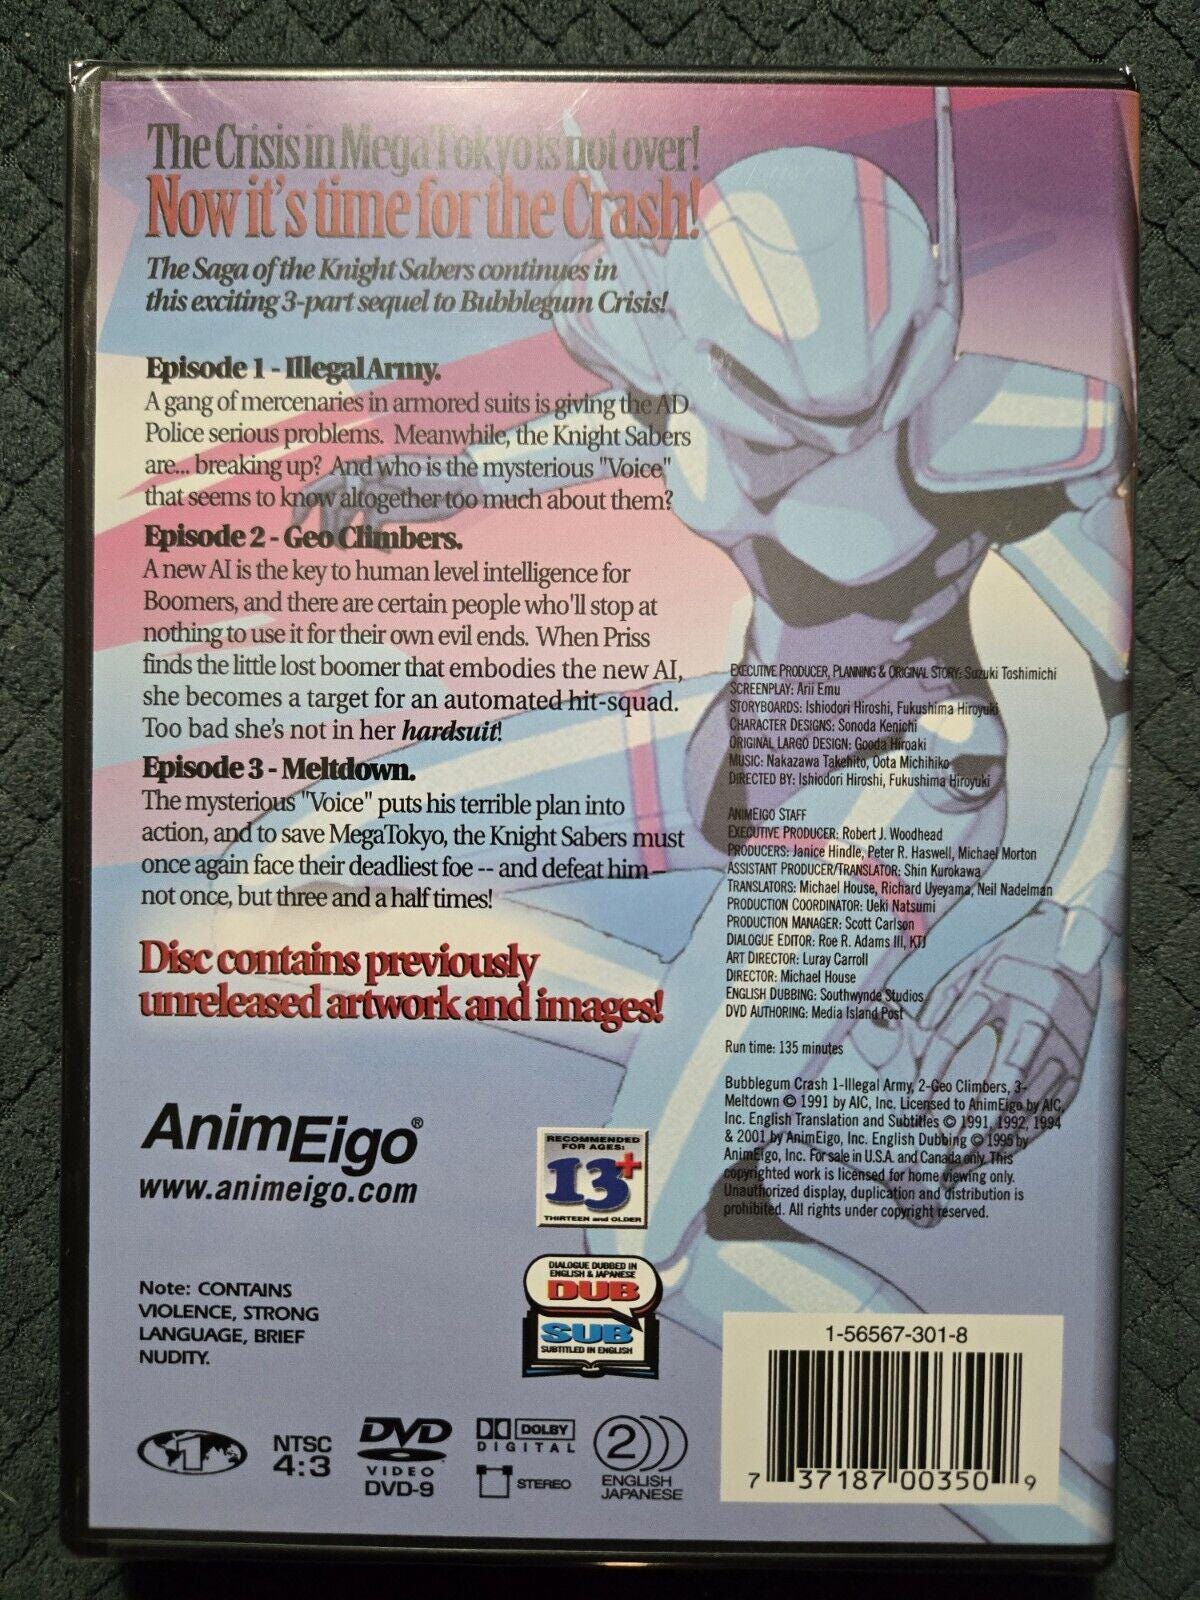 The Crisis in MegaTokyo is not over!
Now it's time for the Crash!
The Saga of the Knight Sabers continues in
this exciting 3-part sequel to Bubblegum Crisis!
Episode 1 - Illegal Army.
A gang of mercenaries in armored suits is giving the AD
Police serious problems. Meanwhile, the Knight Sabers
are... breaking up? And who is the mysterious "Voice"
that seems to know altogether too much about them?
Episode 2 - Geo Climbers.
A new AI is the key to human level intelligence for
Boomers, and there are certain people who'll stop at
nothing to use it for their own evil ends. When Priss
finds the little lost boomer that embodies the new AI,
she becomes a target for an automated hit-squad.
Too bad she's not in her hardsuit!
Episode 3 - Meltdown.
The mysterious "Voice" puts his terrible plan into
action, and to save MegaTokyo, the Knight Sabers must
once again face their deadliest foe -- and defeat him --
not once, but three and a half times!
Disc contains previously
unreleased artwork and images!
EXECUTIVE PRODUCER, PLANNING & ORIGINAL STORY: Suzuki Toshimichi
SCREENPLAY: Arii Emu
STORYBOARDS: Ishiodori Hiroshi, Fukushima Hiroyuki
CHARACTER DESIGNS: Sonoda Kenichi
ORIGINAL LARGO DESIGN: Gooda Hiroaki
MUSIC: Nakazawa Takehito, Oota Michihiko
DIRECTED BY: Ishiodori Hiroshi, Fukushima Hiroyuki
ANIMEIGO STAFF
EXECUTIVE PRODUCER: Robert J. Woodhead
PRODUCERS: Janice Hindle, Peter R. Haswell, Michael Morton
ASSISTANT PRODUCER/TRANSLATOR: Shin Kurokawa
TRANSLATORS: Michael House, Richard Uyeyama, Neil Nadelman
PRODUCTION COORDINATOR: Ueki Natsumi
PRODUCTION MANAGER: Scott Carlson
DIALOGUE EDITOR: Roe R. Adams III, KTJ
ART DIRECTOR: Luray Carroll
DIRECTOR: Michael House
ENGLISH DUBBING: Southwynde Studios
DVD AUTHORING: Media Island Post
Run time: 135 minutes
Bubblegum Crash 1-Illegal Army, 2-Geo Climbers, 3-
Meltdown © 1991 by AIC, Inc. Licensed to AnimEigo by AIC,
Inc. English Translation and Subtitles © 1991, 1992, 1994
& 2001 by AnimEigo, Inc. English Dubbing © 1995 by
AnimEigo, Inc. For sale in U.S.A. and Canada only. This
copyrighted work is licensed for home viewing only.
Unauthorized display, duplication and distribution is
prohibited. All rights under copyright reserved.
AnimEigo®
www.animeigo.com
RECOMMENDED
FOR AGES:
13+
THIRTEEN and OLDER
DIALOGUE DUBBED IN
ENGLISH & JAPANESE
DUB
SUB
SUBTITLED IN ENGLISH
Note: CONTAINS
VIOLENCE, STRONG
LANGUAGE, BRIEF
NUDITY.
1
NTSC
4:3
DVD
VIDEO
DVD-9
DOLBY
DIGITAL
STEREO
2
ENGLISH
JAPANESE
1-56567-301-8
7 37187 00350 9